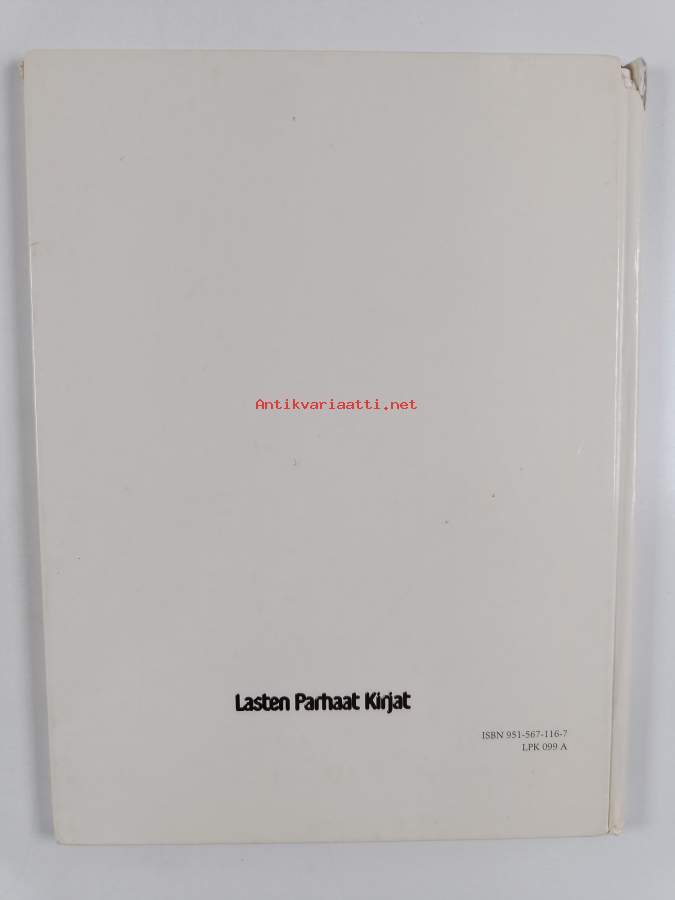 Antikvariaatti.net
Lasten Parhaat Kirjat
ISBN 951-567-116-7
LPK 099 A